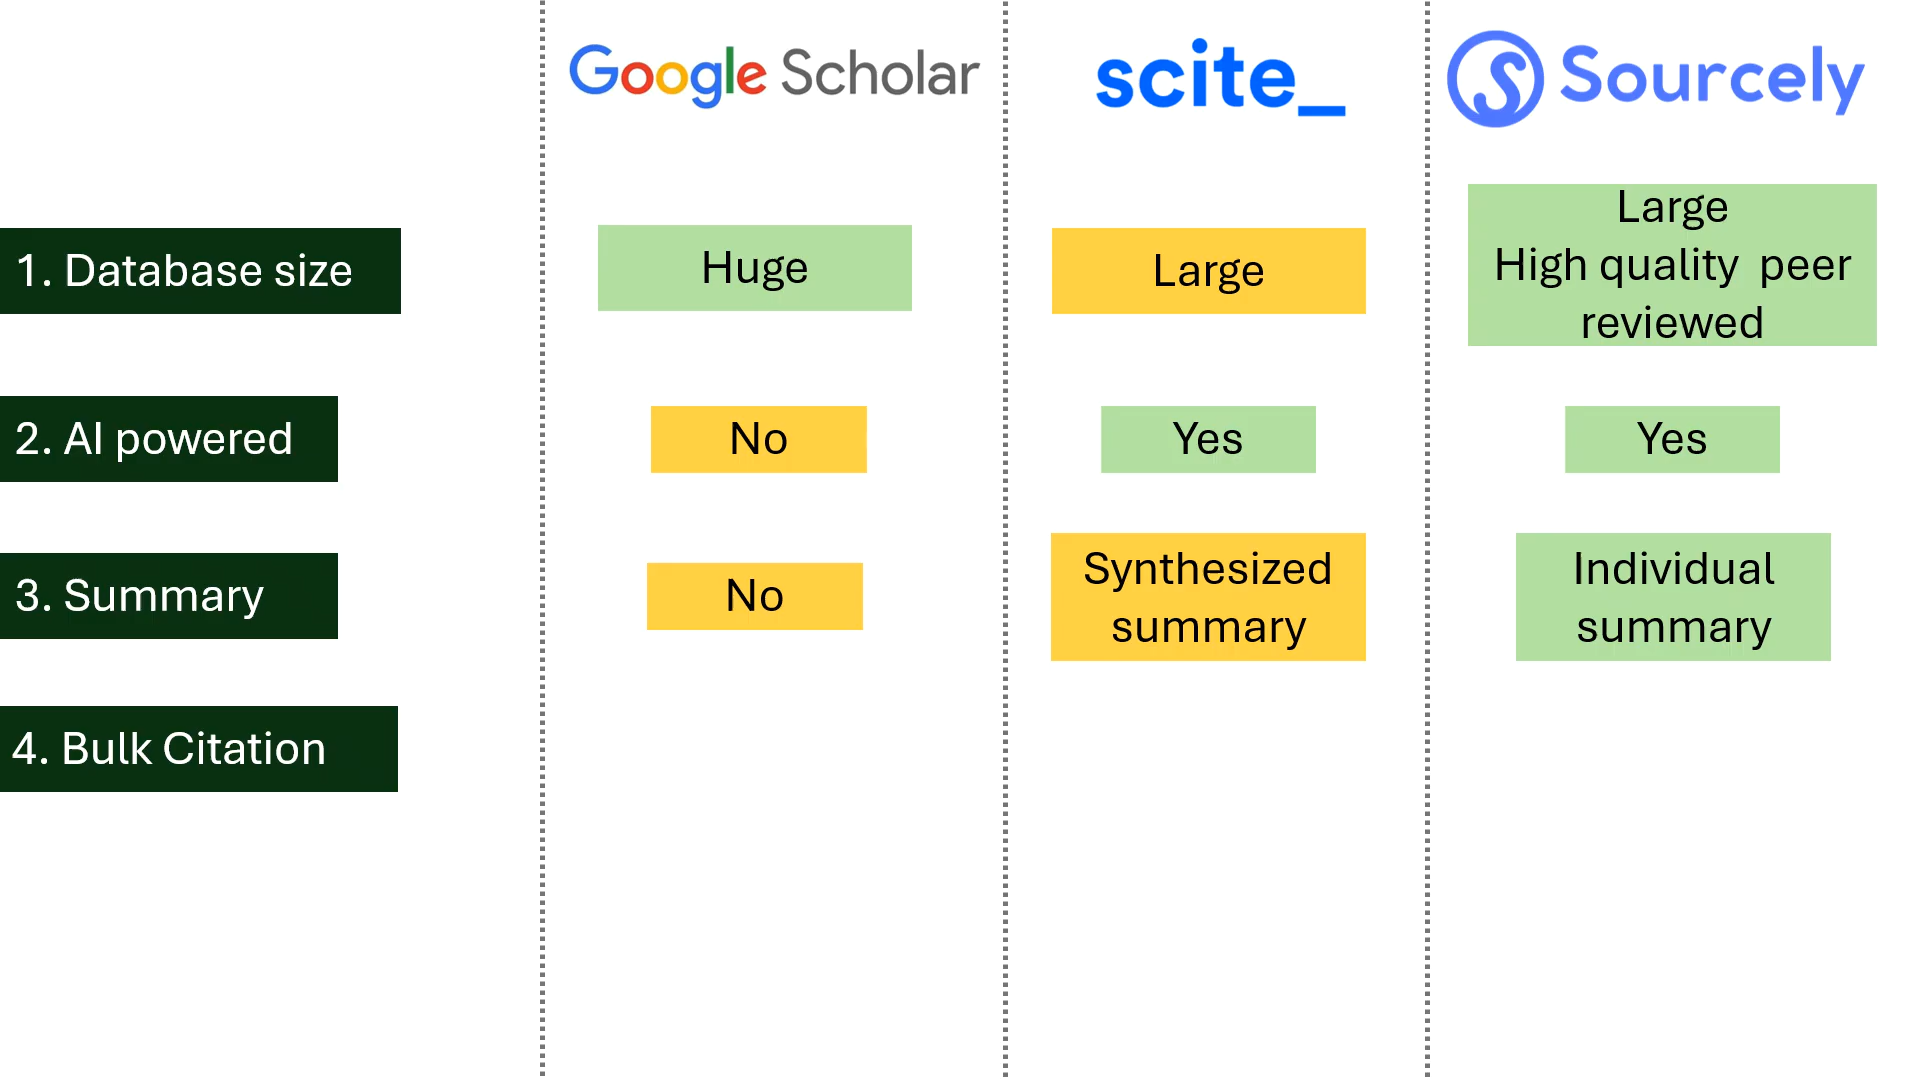 Google Scholar
scite_
Sourcely
1. Database size
Huge
Large
Large
High quality  peer
reviewed
2. AI powered
No
Yes
Yes
3. Summary
No
Synthesized
summary
Individual
summary
4. Bulk Citation